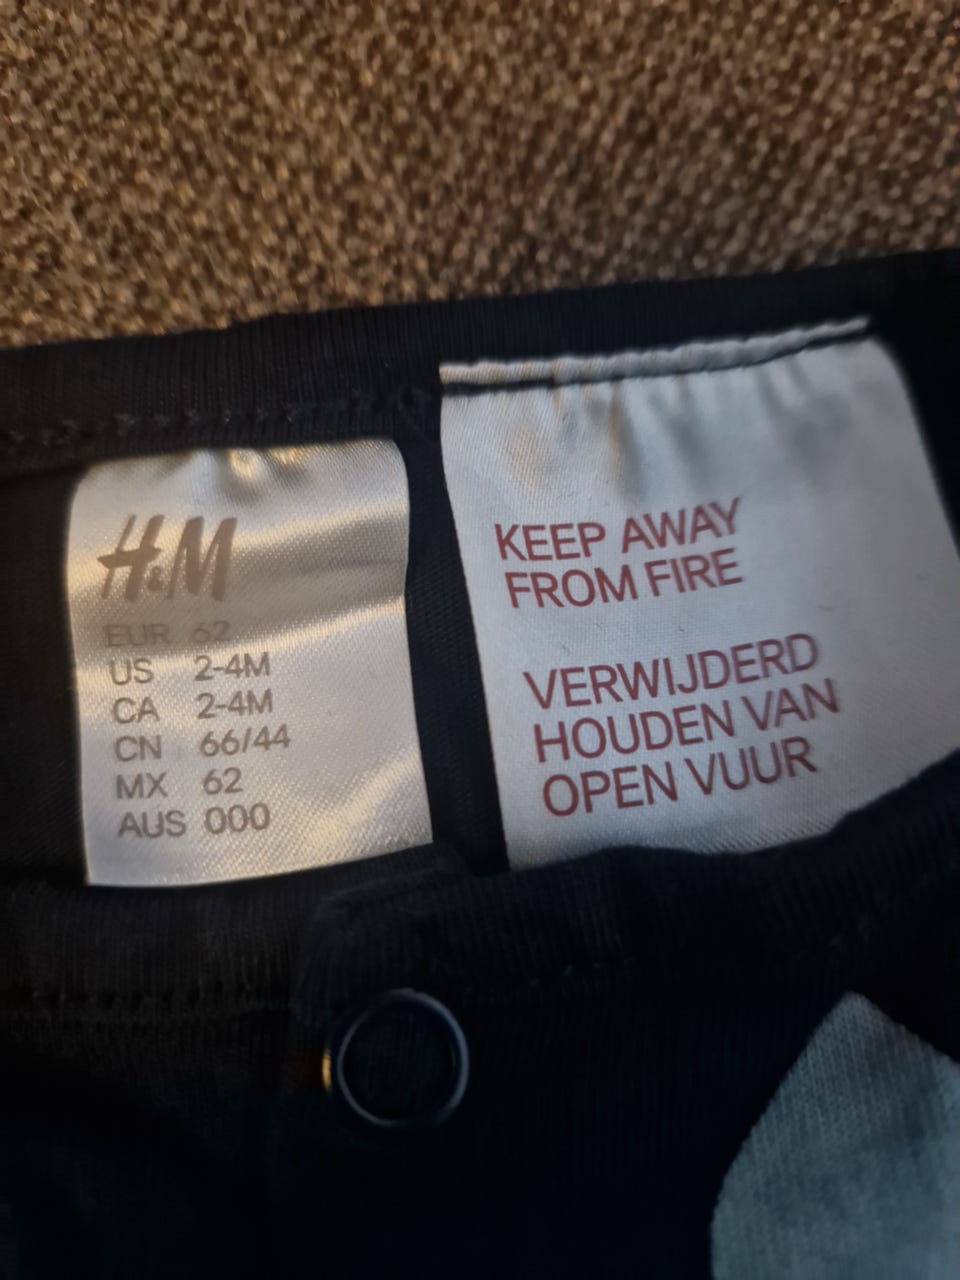 H&M
EUR 62
US 2-4M
CA 2-4M
CN 66/44
MX 62
AUS 000
KEEP AWAY
FROM FIRE
VERWIJDERD
HOUDEN VAN
OPEN VUUR